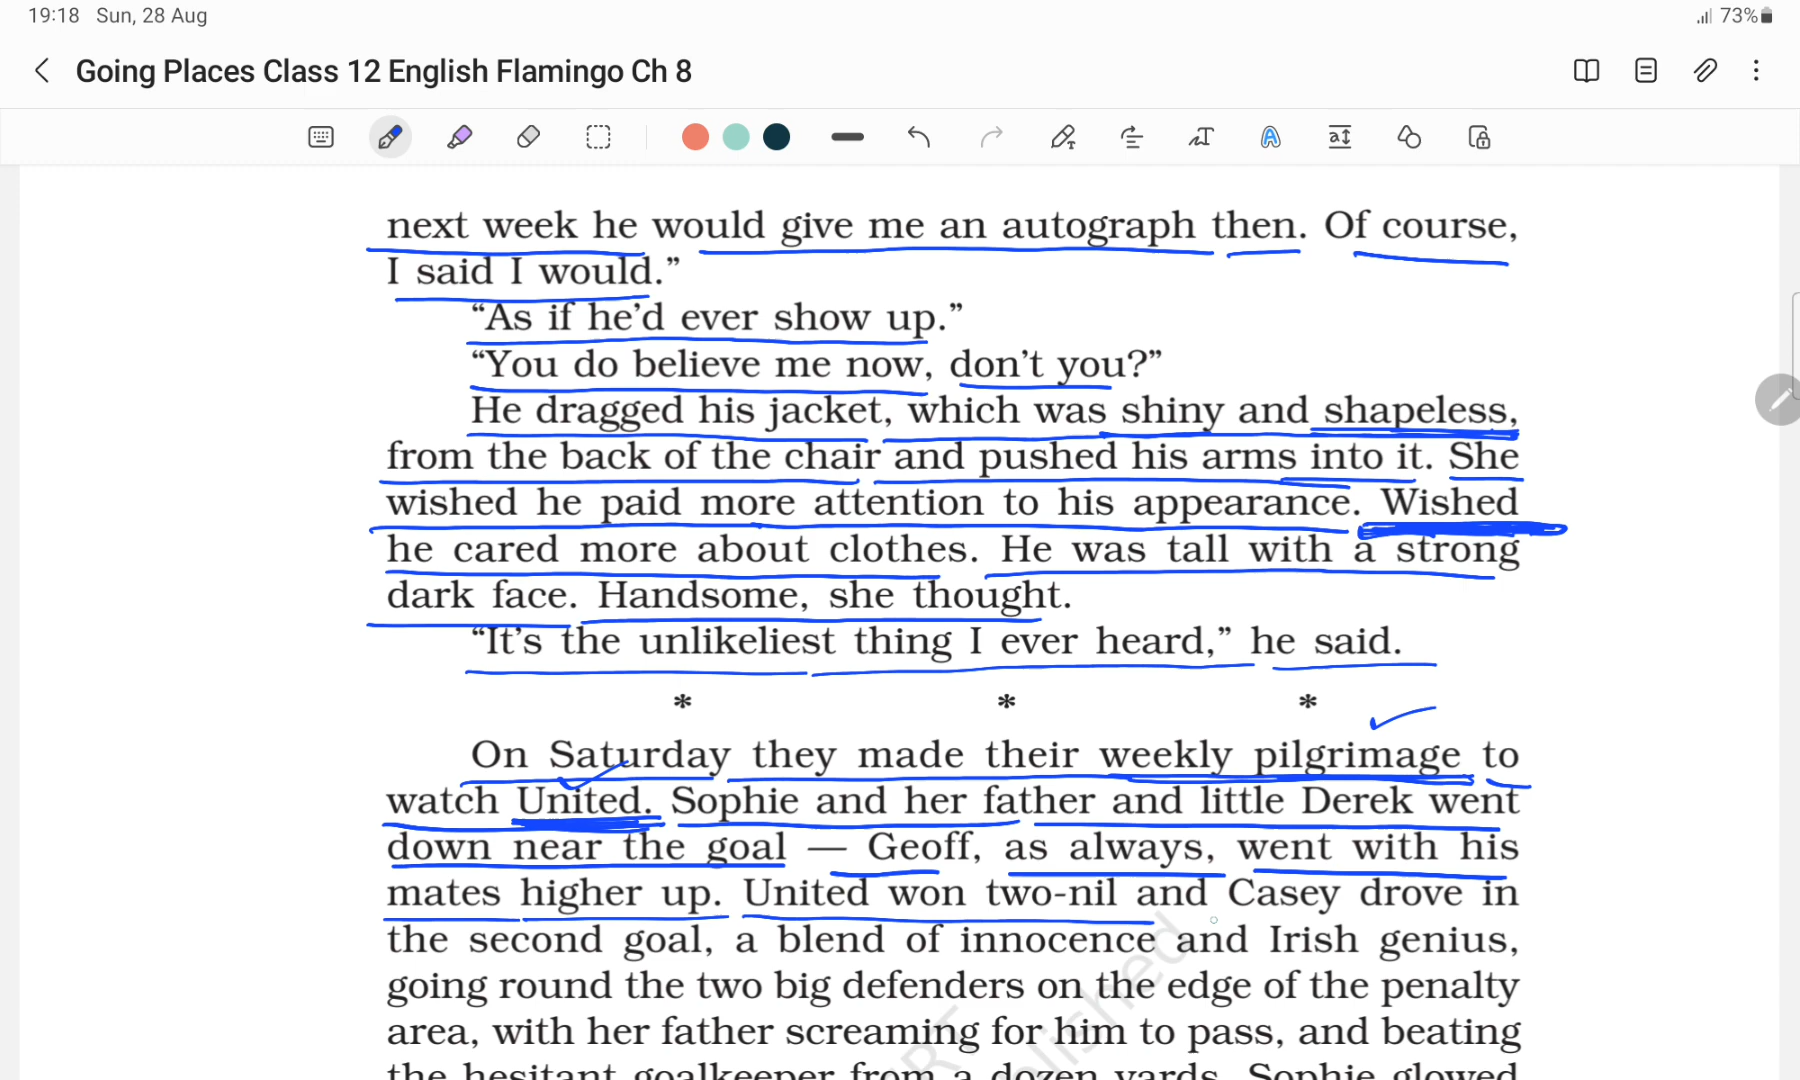 19:18 Sun, 28 Aug
73%
Going Places Class 12 English Flamingo Ch 8
next week he would give me an autograph then. Of course,
I said I would.”
“As if he’d ever show up.”
“You do believe me now, don’t you?”
He dragged his jacket, which was shiny and shapeless,
from the back of the chair and pushed his arms into it. She
wished he paid more attention to his appearance. Wished
he cared more about clothes. He was tall with a strong
dark face. Handsome, she thought.
“It’s the unlikeliest thing I ever heard,” he said.
* * *
On Saturday they made their weekly pilgrimage to
watch United. Sophie and her father and little Derek went
down near the goal — Geoff, as always, went with his
mates higher up. United won two-nil and Casey drove in
the second goal, a blend of innocence and Irish genius,
going round the two big defenders on the edge of the penalty
area, with her father screaming for him to pass, and beating
the hesitant goalkeeper from a dozen yards. Sophie glowed